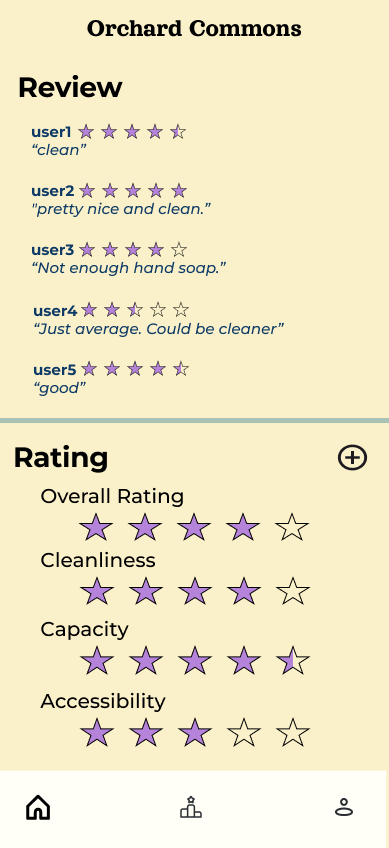 Orchard Commons
Review
user1
“clean”
user2
"pretty nice and clean.”
user3
“Not enough hand soap.”
user4
“Just average. Could be cleaner”
user5
“good”
Rating
Overall Rating
Cleanliness
Capacity
Accessibility